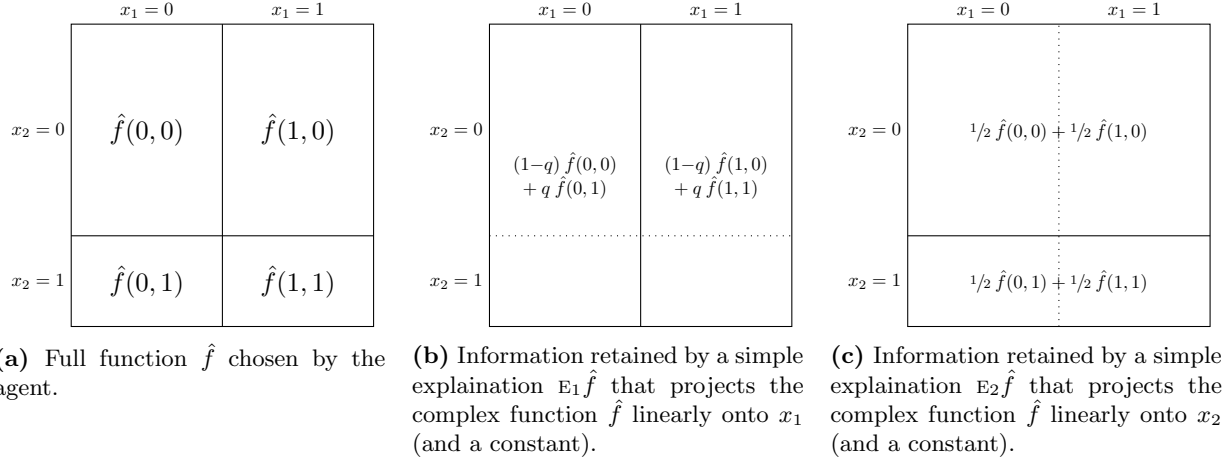 x₁ = 0 x₁ = 1
x₂ = 0
f̂(0, 0) f̂(1, 0)
x₂ = 1
f̂(0, 1) f̂(1, 1)
(a) Full function f̂ chosen by the
agent.
x₁ = 0 x₁ = 1
x₂ = 0
(1−q) f̂(0, 0) (1−q) f̂(1, 0)
+ q f̂(0, 1) + q f̂(1, 1)
x₂ = 1
(b) Information retained by a simple
explaination E₁f̂ that projects the
complex function f̂ linearly onto x₁
(and a constant).
x₁ = 0 x₁ = 1
x₂ = 0
1/2 f̂(0, 0) + 1/2 f̂(1, 0)
x₂ = 1
1/2 f̂(0, 1) + 1/2 f̂(1, 1)
(c) Information retained by a simple
explaination E₂f̂ that projects the
complex function f̂ linearly onto x₂
(and a constant).